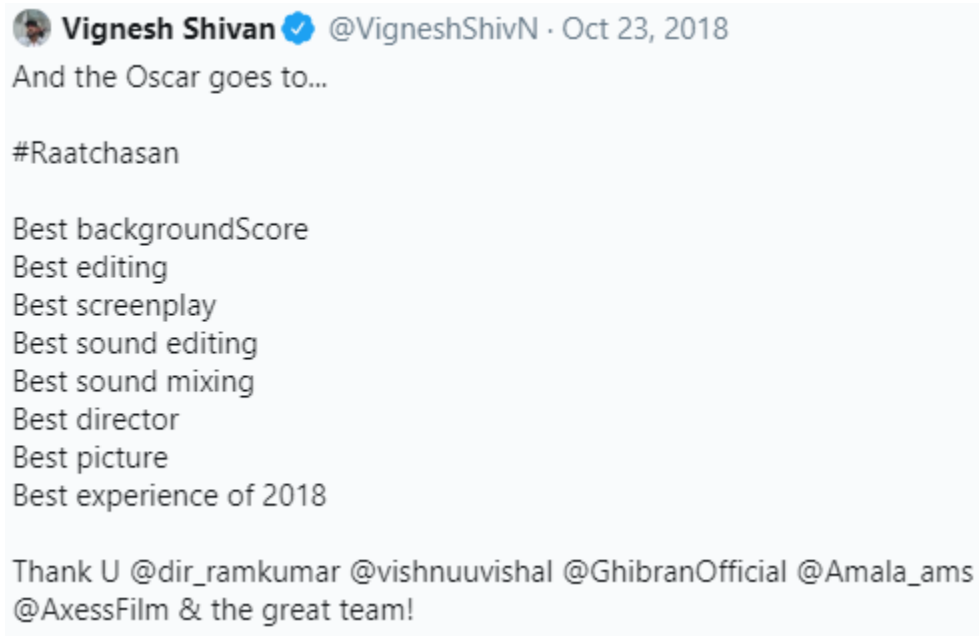 Vignesh Shivan @VigneshShivN · Oct 23, 2018
And the Oscar goes to...
#Raatchasan
Best backgroundScore
Best editing
Best screenplay
Best sound editing
Best sound mixing
Best director
Best picture
Best experience of 2018
Thank U @dir_ramkumar @vishnuuvishal @GhibranOfficial @Amala_ams
@AxessFilm & the great team!